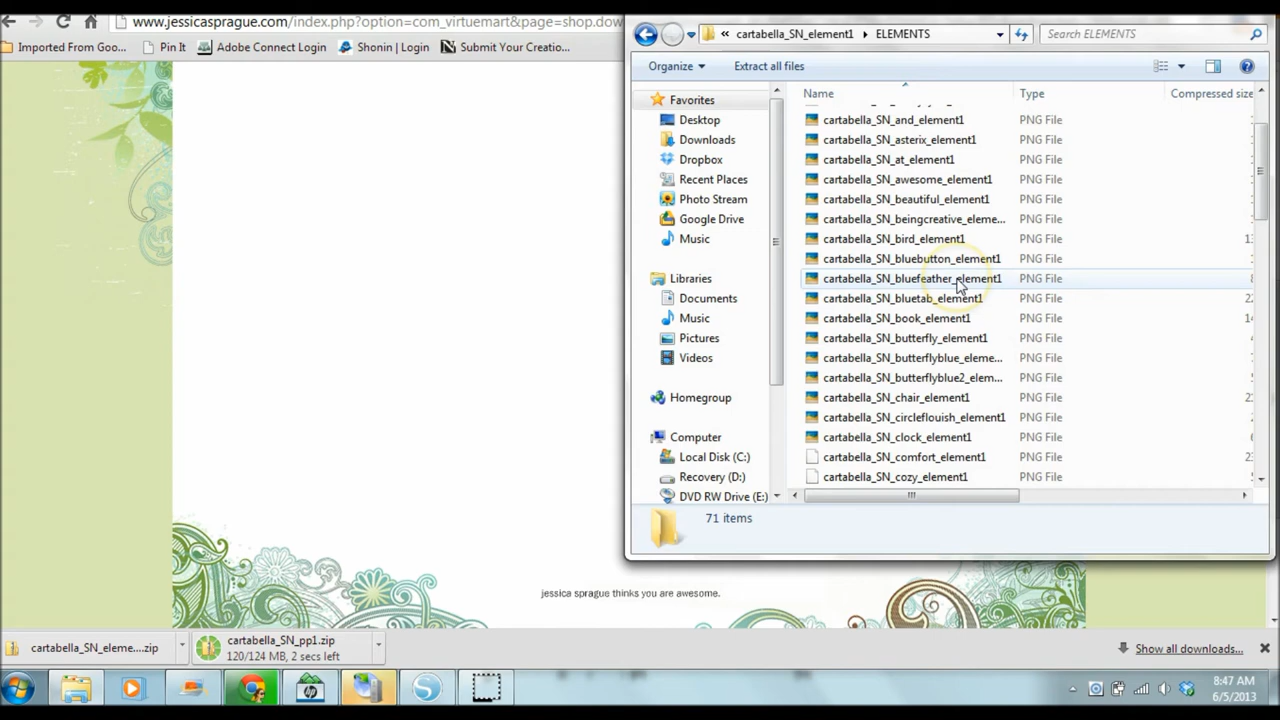 www.jessicasprague.com/index.php?option=com_virtuemart&page=shop.dow
Imported From Goo...
Pin It
Adobe Connect Login
Shonin | Login
Submit Your Creatio...
« cartabella_SN_element1 ▸ ELEMENTS
Search ELEMENTS
Organize
Extract all files
Name
Type
Compressed size
Favorites
Desktop
Downloads
Dropbox
Recent Places
Photo Stream
Google Drive
Music
Libraries
Documents
Music
Pictures
Videos
Homegroup
Computer
Local Disk (C:)
Recovery (D:)
DVD RW Drive (E:)
cartabella_SN_and_element1 PNG File
cartabella_SN_asterix_element1 PNG File
cartabella_SN_at_element1 PNG File
cartabella_SN_awesome_element1 PNG File
cartabella_SN_beautiful_element1 PNG File
cartabella_SN_beingcreative_eleme... PNG File
cartabella_SN_bird_element1 PNG File 13
cartabella_SN_bluebutton_element1 PNG File
cartabella_SN_bluefeather_element1 PNG File
cartabella_SN_bluetab_element1 PNG File 22
cartabella_SN_book_element1 PNG File 14
cartabella_SN_butterfly_element1 PNG File
cartabella_SN_butterflyblue_eleme... PNG File
cartabella_SN_butterflyblue2_elem... PNG File
cartabella_SN_chair_element1 PNG File
cartabella_SN_circleflouish_element1 PNG File
cartabella_SN_clock_element1 PNG File
cartabella_SN_comfort_element1 PNG File 23
cartabella_SN_cozy_element1 PNG File
71 items
jessica sprague thinks you are awesome.
cartabella_SN_eleme....zip
cartabella_SN_pp1.zip
120/124 MB, 2 secs left
Show all downloads...
8:47 AM
6/5/2013